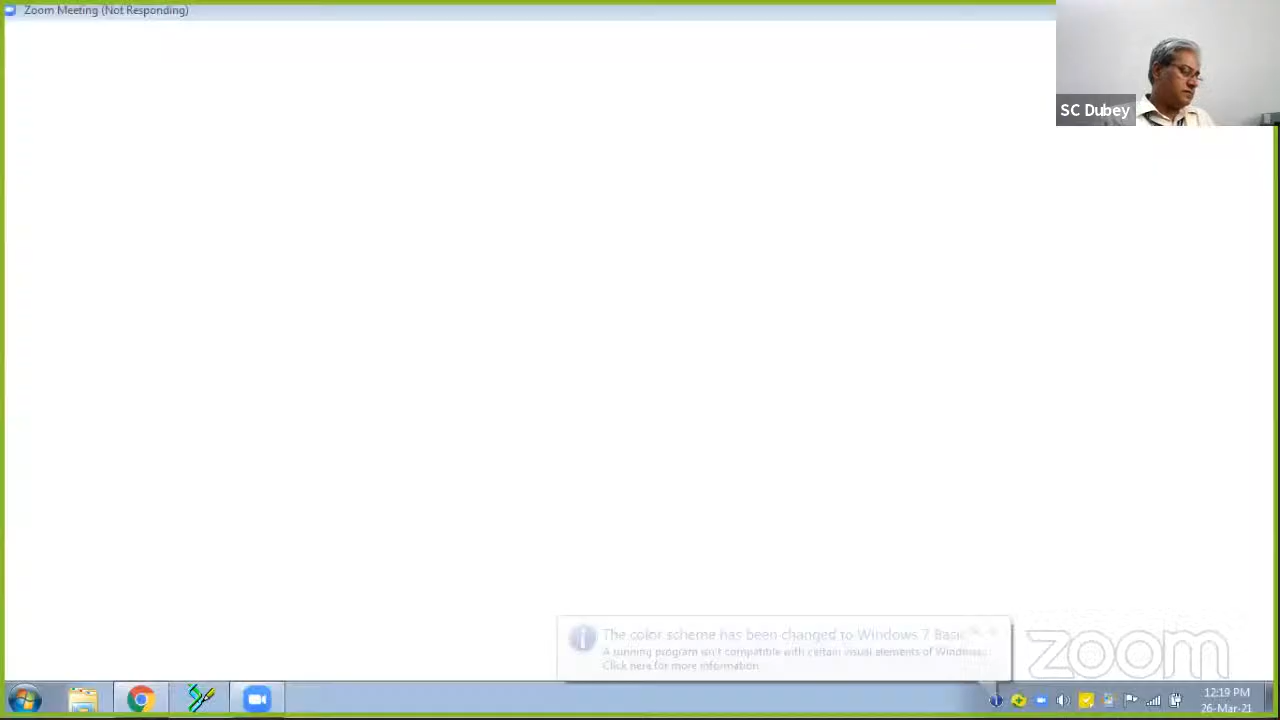 Zoom Meeting (Not Responding)
SC Dubey
The color scheme has been changed to Windows 7 Basic
A running program isn't compatible with certain visual elements of Windows.
Click here for more information.
zoom
12:19 PM
26-Mar-21